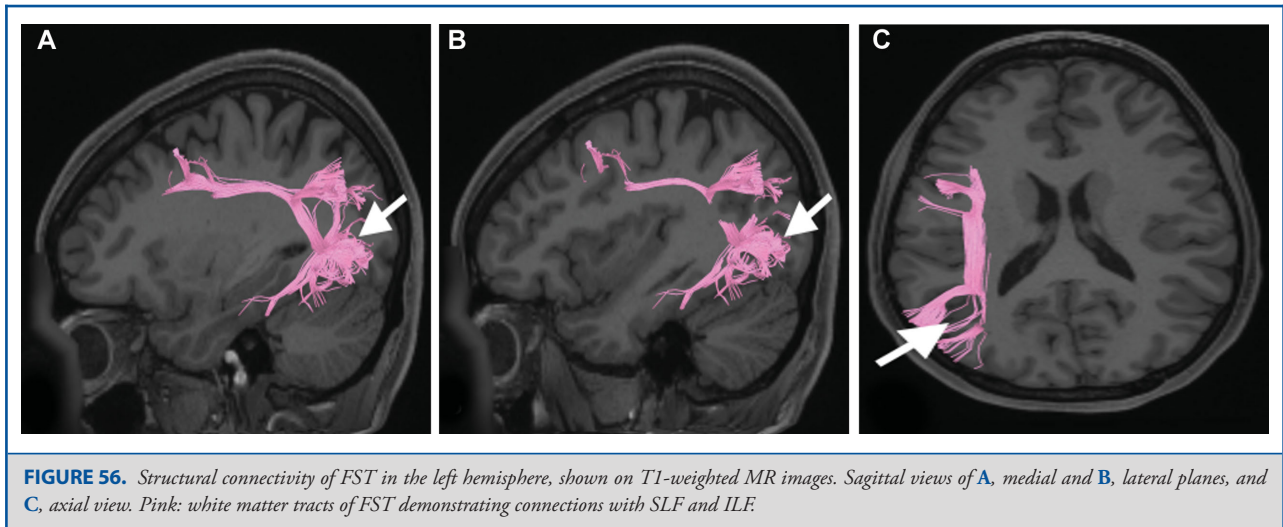 A
B
C
FIGURE 56. Structural connectivity of FST in the left hemisphere, shown on T1-weighted MR images. Sagittal views of A, medial and B, lateral planes, and
C, axial view. Pink: white matter tracts of FST demonstrating connections with SLF and ILF.